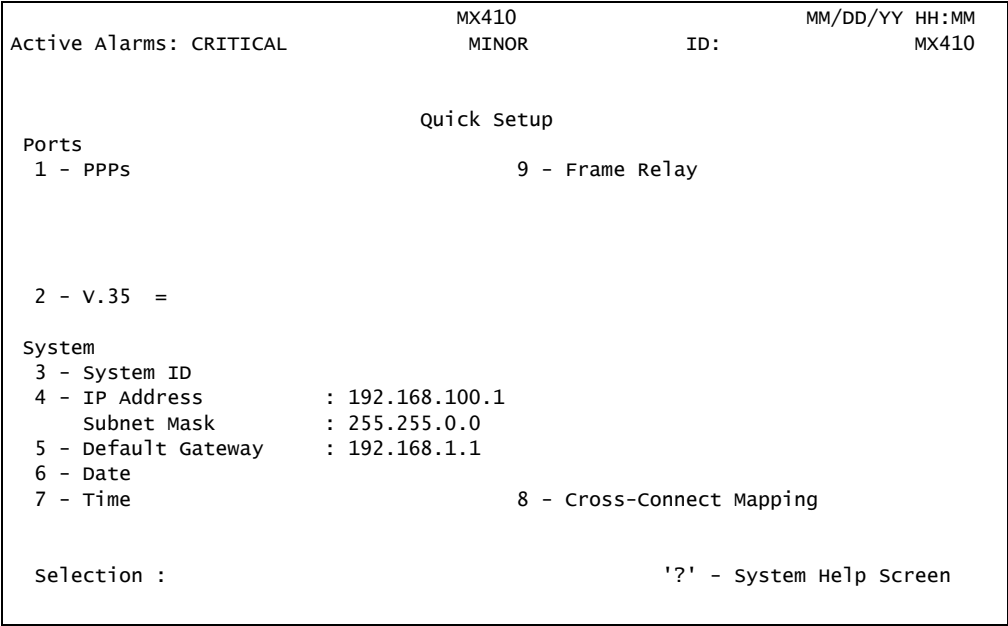 MX410 MM/DD/YY HH:MM
Active Alarms: CRITICAL MINOR ID: MX410
Quick Setup
Ports
1 - PPPs 9 - Frame Relay
2 - V.35 =
System
3 - System ID
4 - IP Address : 192.168.100.1
Subnet Mask : 255.255.0.0
5 - Default Gateway : 192.168.1.1
6 - Date
7 - Time 8 - Cross-Connect Mapping
Selection : '?' - System Help Screen